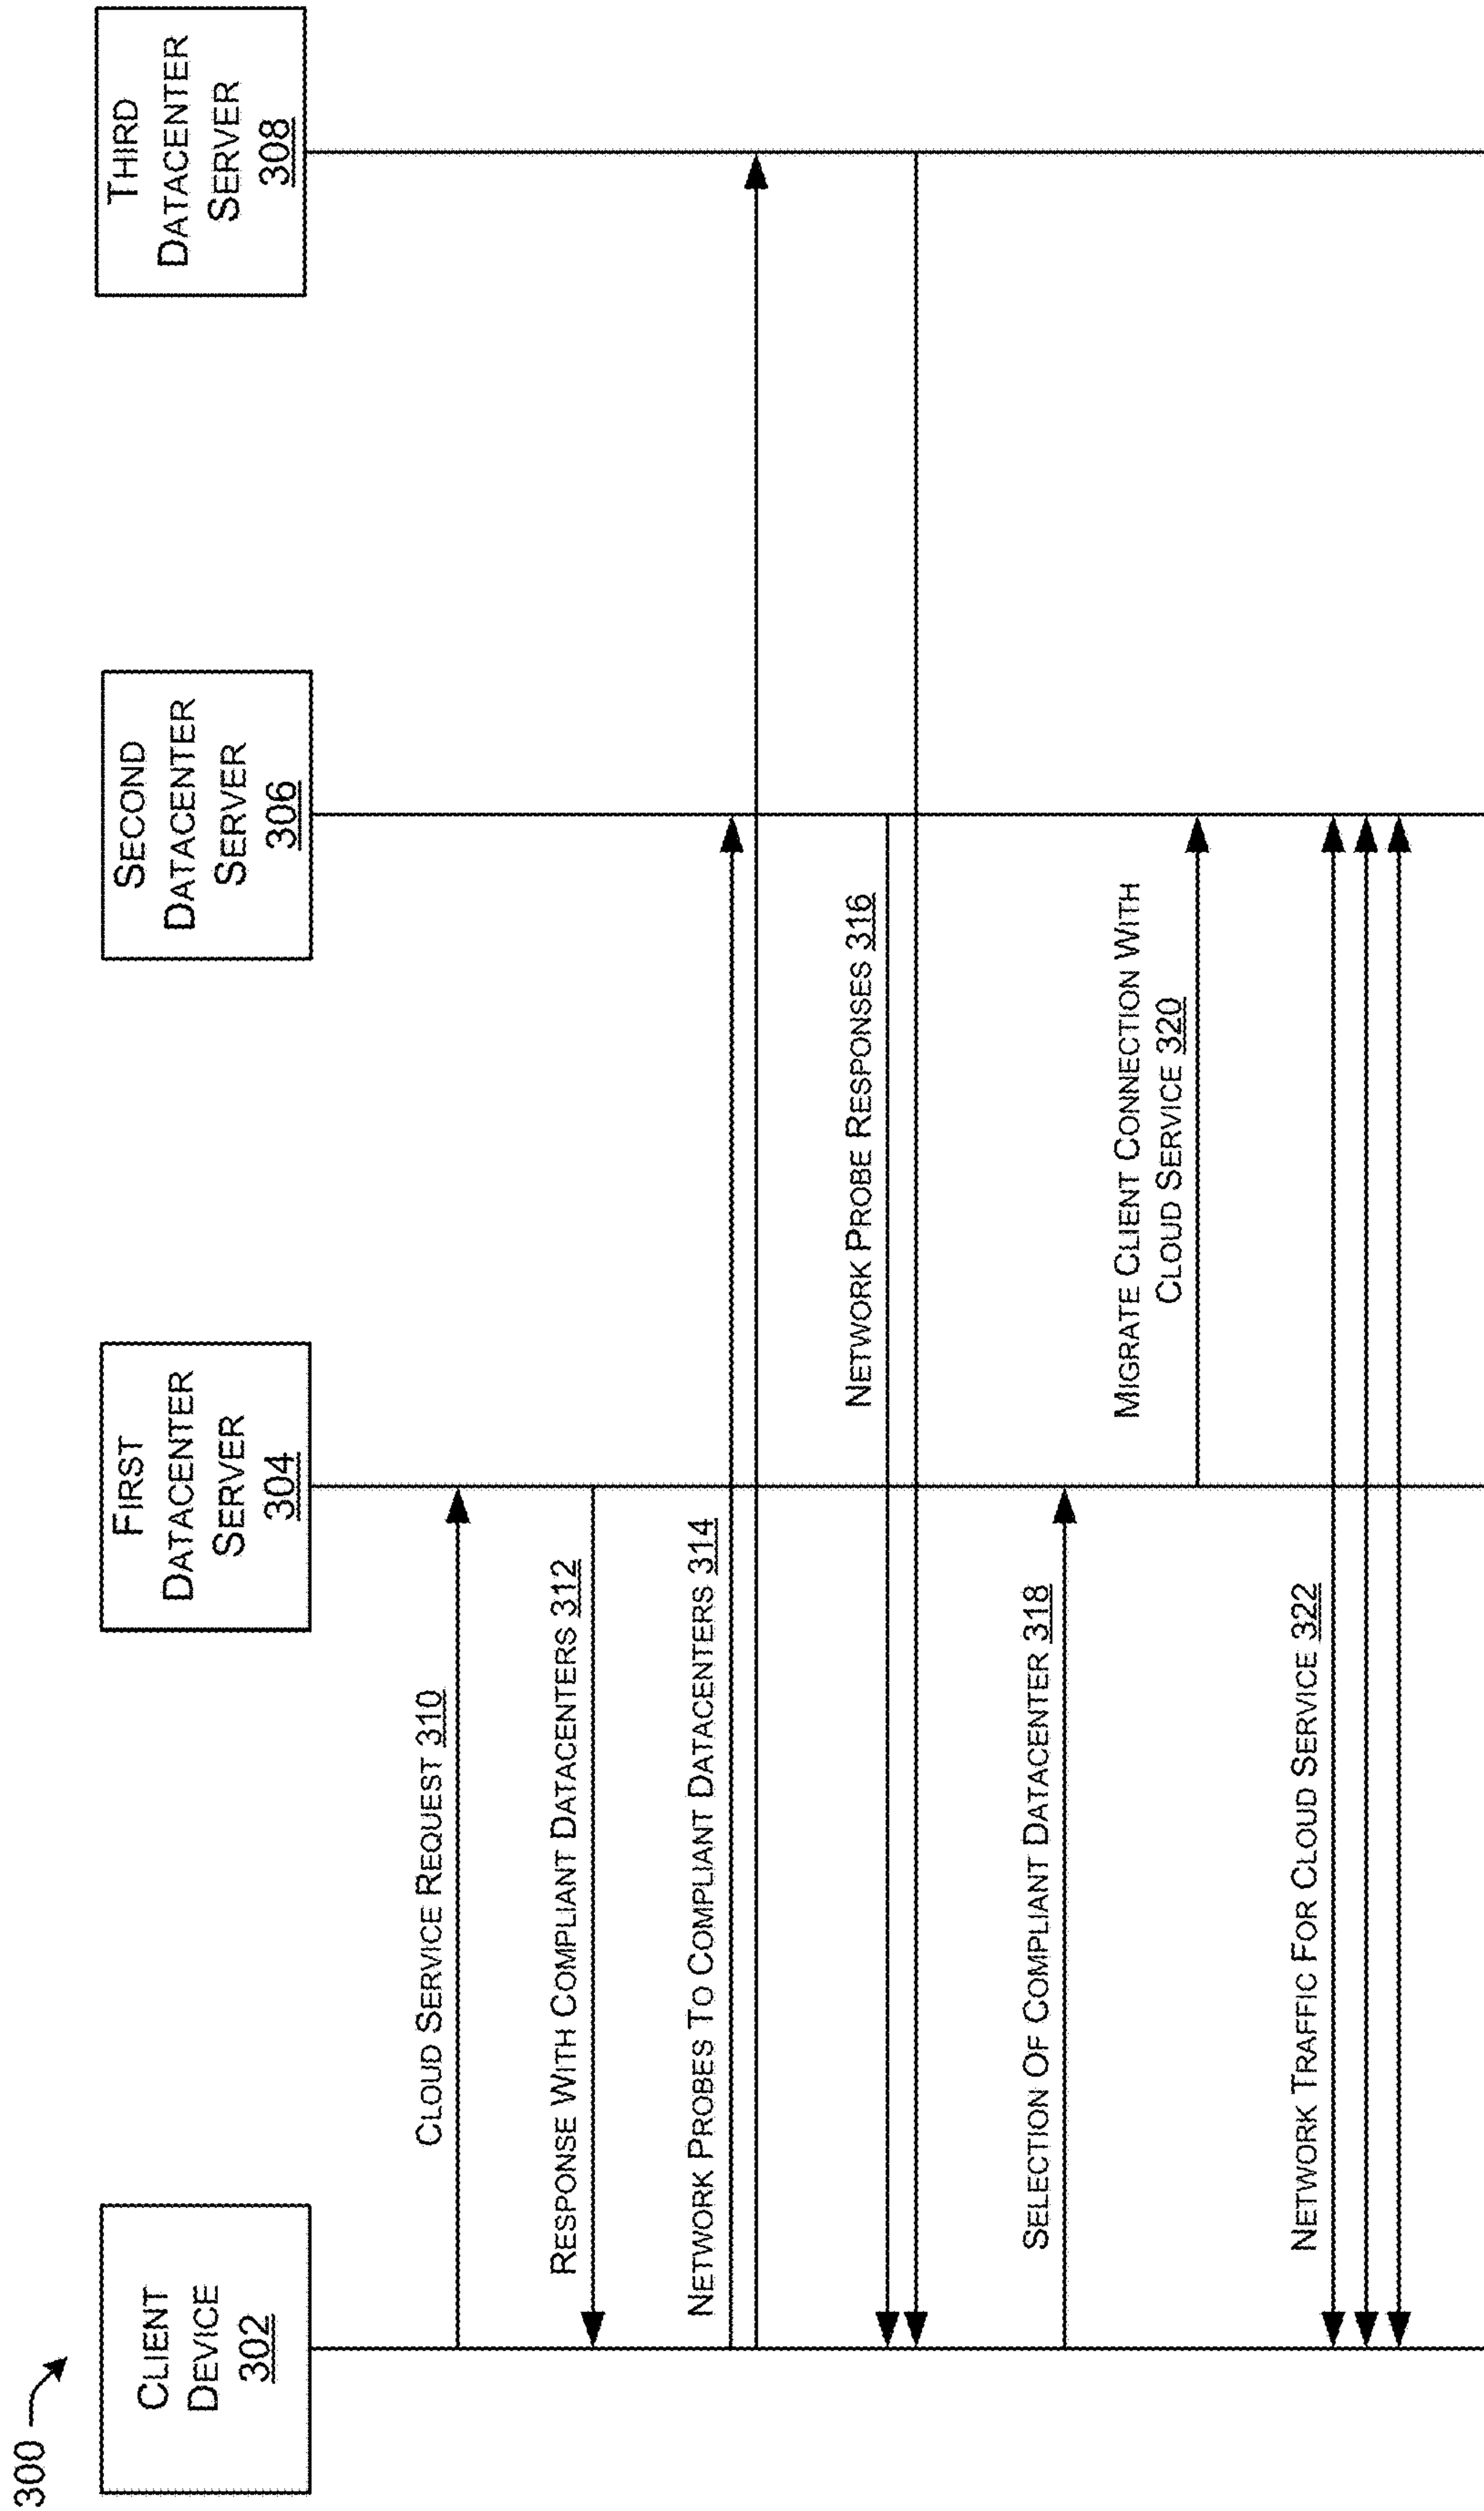 300
CLIENT
DEVICE
302
FIRST
DATACENTER
SERVER
304
SECOND
DATACENTER
SERVER
306
THIRD
DATACENTER
SERVER
308
CLOUD SERVICE REQUEST 310
RESPONSE WITH COMPLIANT DATACENTERS 312
NETWORK PROBES TO COMPLIANT DATACENTERS 314
NETWORK PROBE RESPONSES 316
SELECTION OF COMPLIANT DATACENTER 318
MIGRATE CLIENT CONNECTION WITH
CLOUD SERVICE 320
NETWORK TRAFFIC FOR CLOUD SERVICE 322